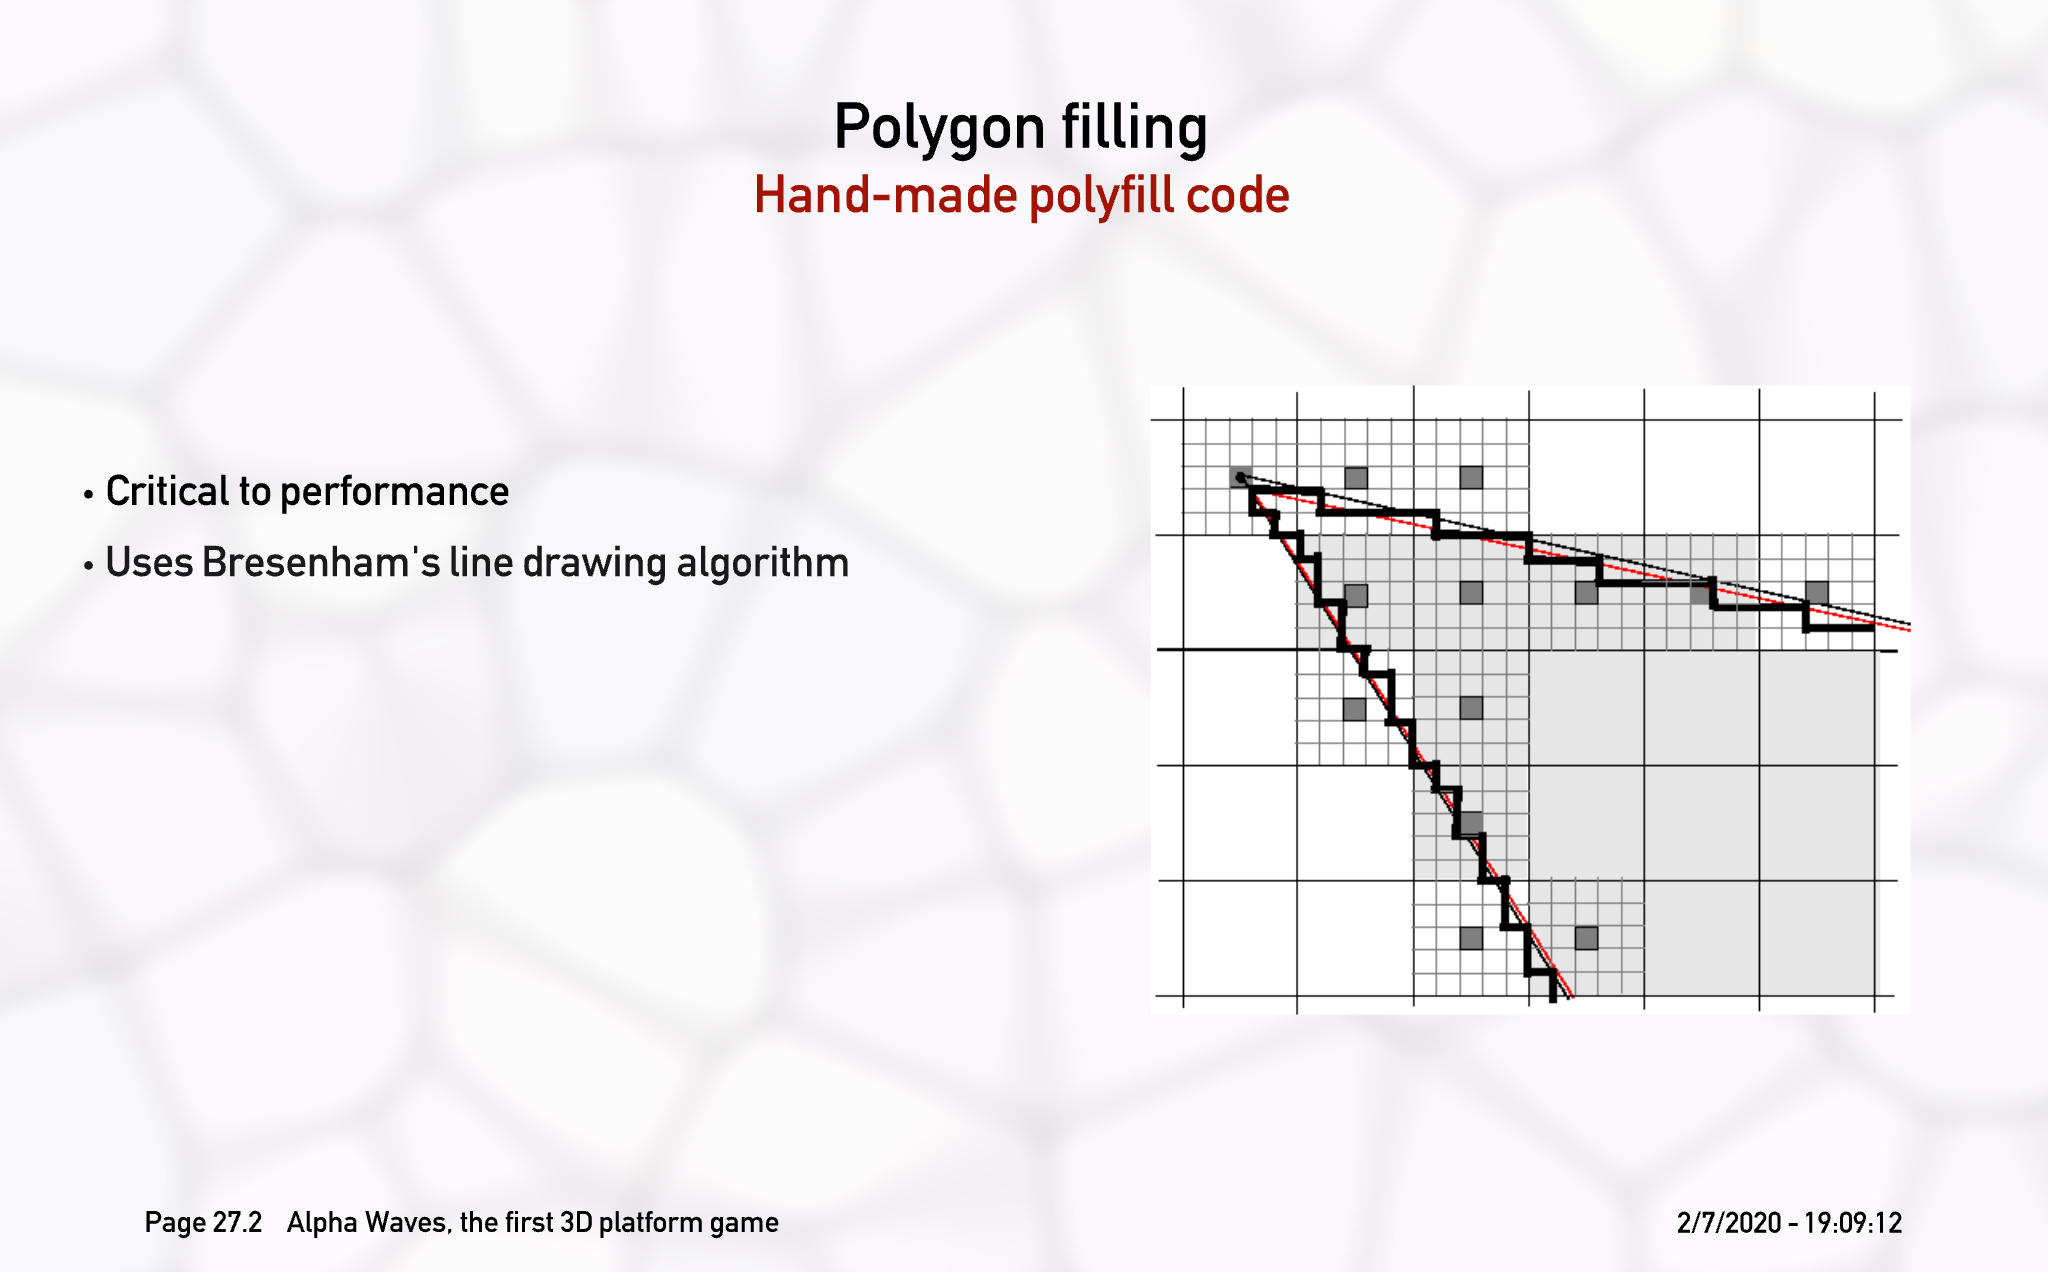 Polygon filling
Hand-made polyfill code
• Critical to performance
• Uses Bresenham's line drawing algorithm
Page 27.2 Alpha Waves, the first 3D platform game
2/7/2020 - 19:09:12